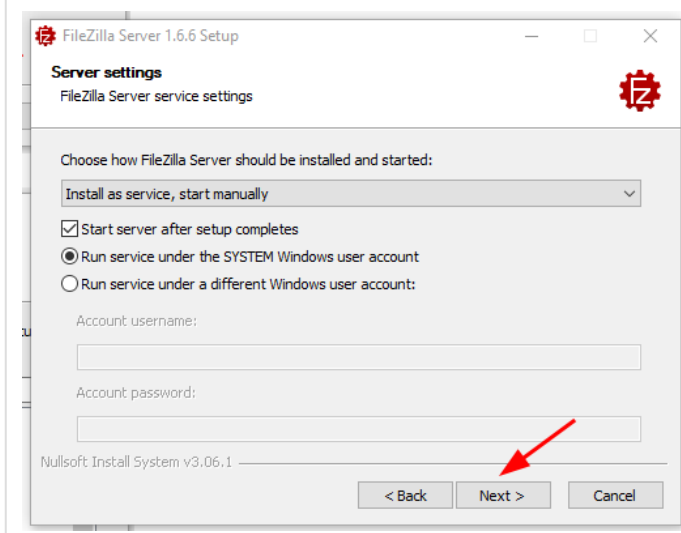 FileZilla Server 1.6.6 Setup
Server settings
FileZilla Server service settings
Choose how FileZilla Server should be installed and started:
Install as service, start manually
Start server after setup completes
Run service under the SYSTEM Windows user account
Run service under a different Windows user account:
Account username:
Account password:
Nullsoft Install System v3.06.1
< Back Next > Cancel